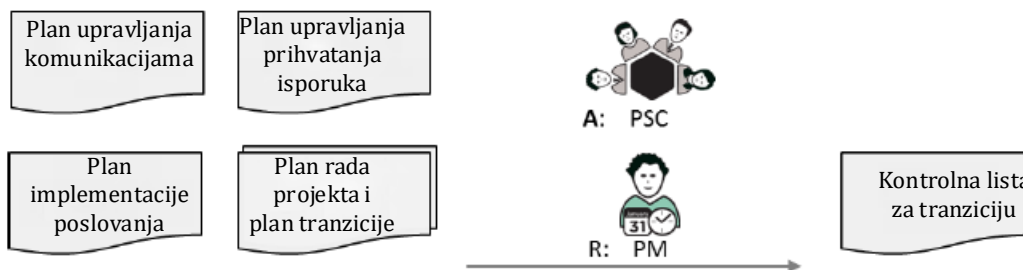 Plan upravljanja
komunikacijama
Plan upravljanja
prihvatanja
isporuka
A: PSC
Plan
implementacije
poslovanja
Plan rada
projekta i
plan tranzicije
31
R: PM
Kontrolna lista
za tranziciju